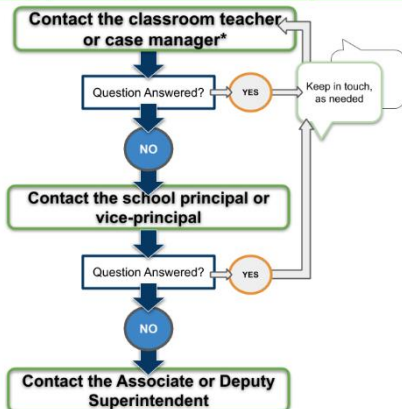 Contact the classroom teacher
or case manager*
Question Answered?
YES
Keep in touch,
as needed
NO
Contact the school principal or
vice-principal
Question Answered?
YES
NO
Contact the Associate or Deputy
Superintendent